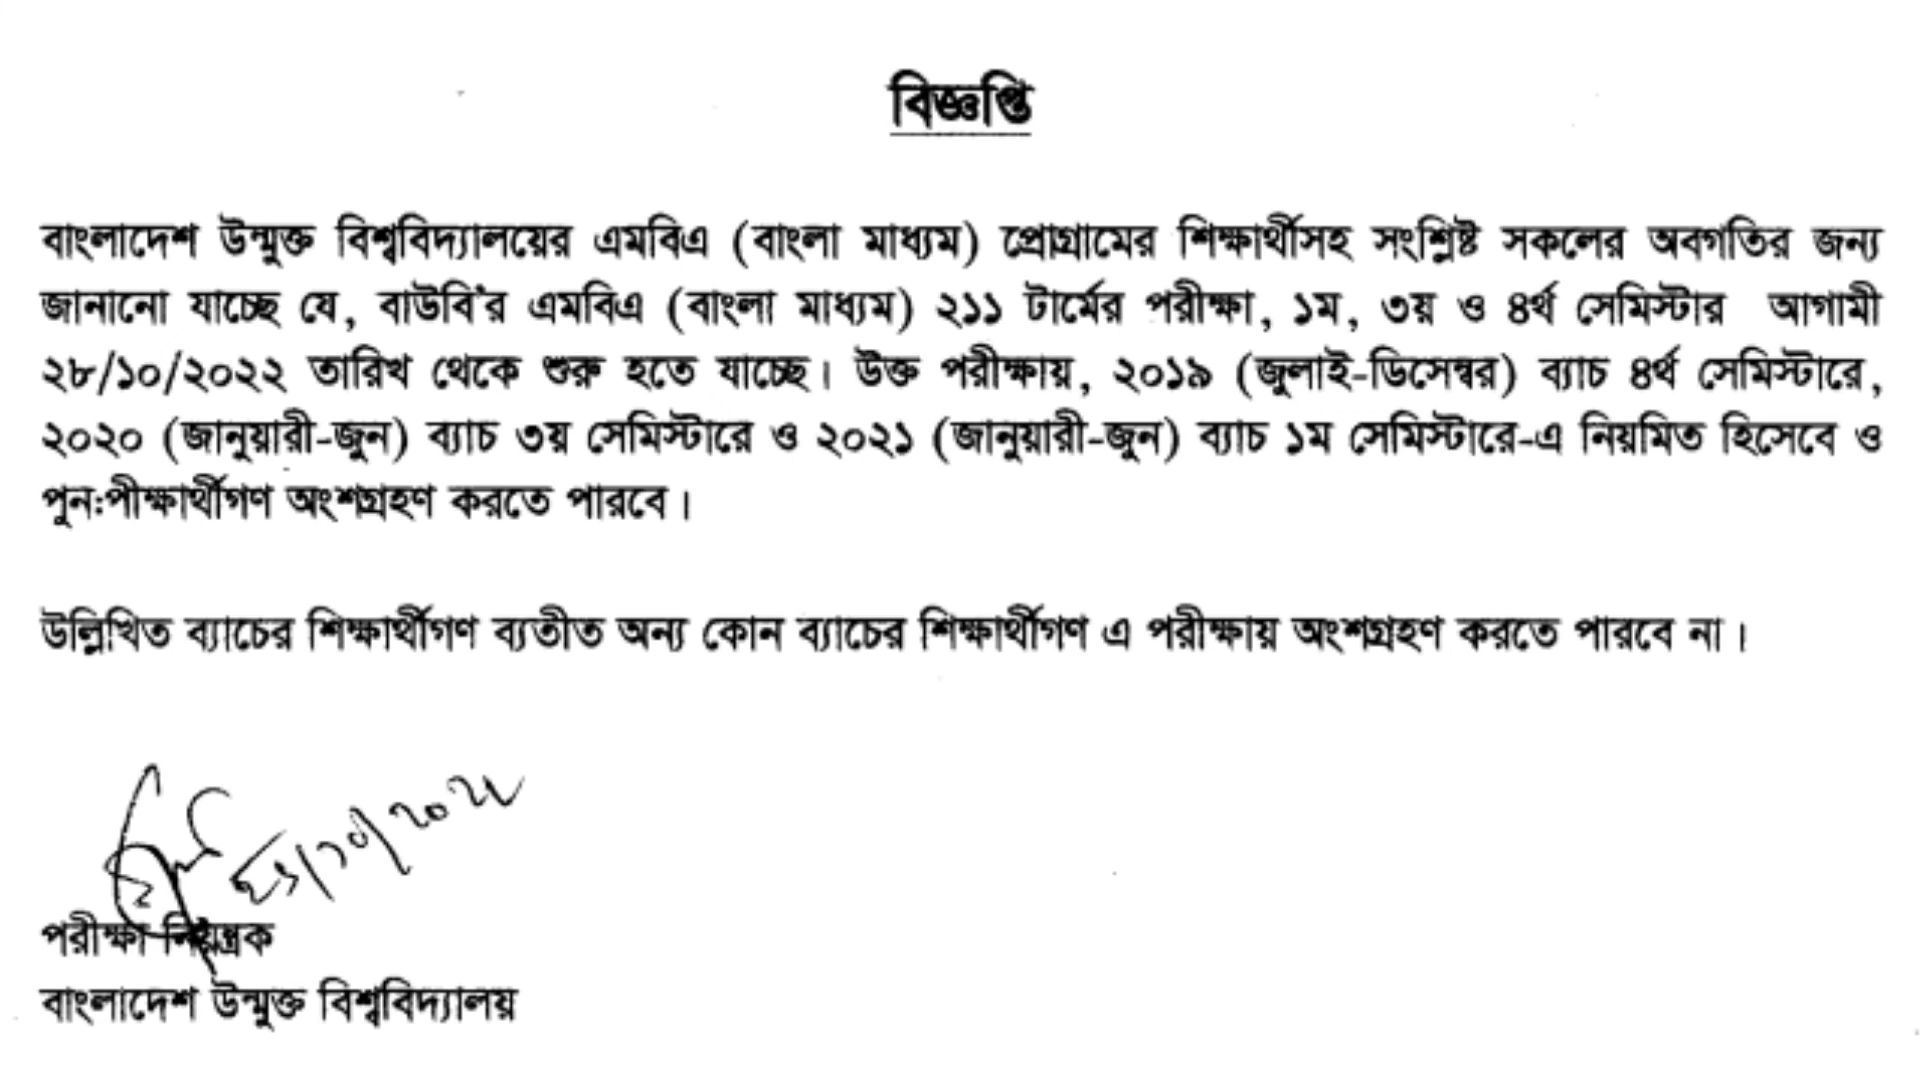 বিজ্ঞপ্তি
বাংলাদেশ উন্মুক্ত বিশ্ববিদ্যালয়ের এমবিএ (বাংলা মাধ্যম) প্রোগ্রামের শিক্ষার্থীসহ সংশ্লিষ্ট সকলের অবগতির জন্য
জানানো যাচ্ছে যে, বাউবি'র এমবিএ (বাংলা মাধ্যম) ২১১ টার্মের পরীক্ষা, ১ম, ৩য় ও ৪র্থ সেমিস্টার আগামী
২৮/১০/২০২২ তারিখ থেকে শুরু হতে যাচ্ছে। উক্ত পরীক্ষায়, ২০১৯ (জুলাই-ডিসেম্বর) ব্যাচ ৪র্থ সেমিস্টারে,
২০২০ (জানুয়ারী-জুন) ব্যাচ ৩য় সেমিস্টারে ও ২০২১ (জানুয়ারী-জুন) ব্যাচ ১ম সেমিস্টারে-এ নিয়মিত হিসেবে ও
পুনঃপীক্ষার্থীগণ অংশগ্রহণ করতে পারবে।
উল্লিখিত ব্যাচের শিক্ষার্থীগণ ব্যতীত অন্য কোন ব্যাচের শিক্ষার্থীগণ এ পরীক্ষায় অংশগ্রহণ করতে পারবে না।
পরীক্ষা নিয়ন্ত্রক
বাংলাদেশ উন্মুক্ত বিশ্ববিদ্যালয়